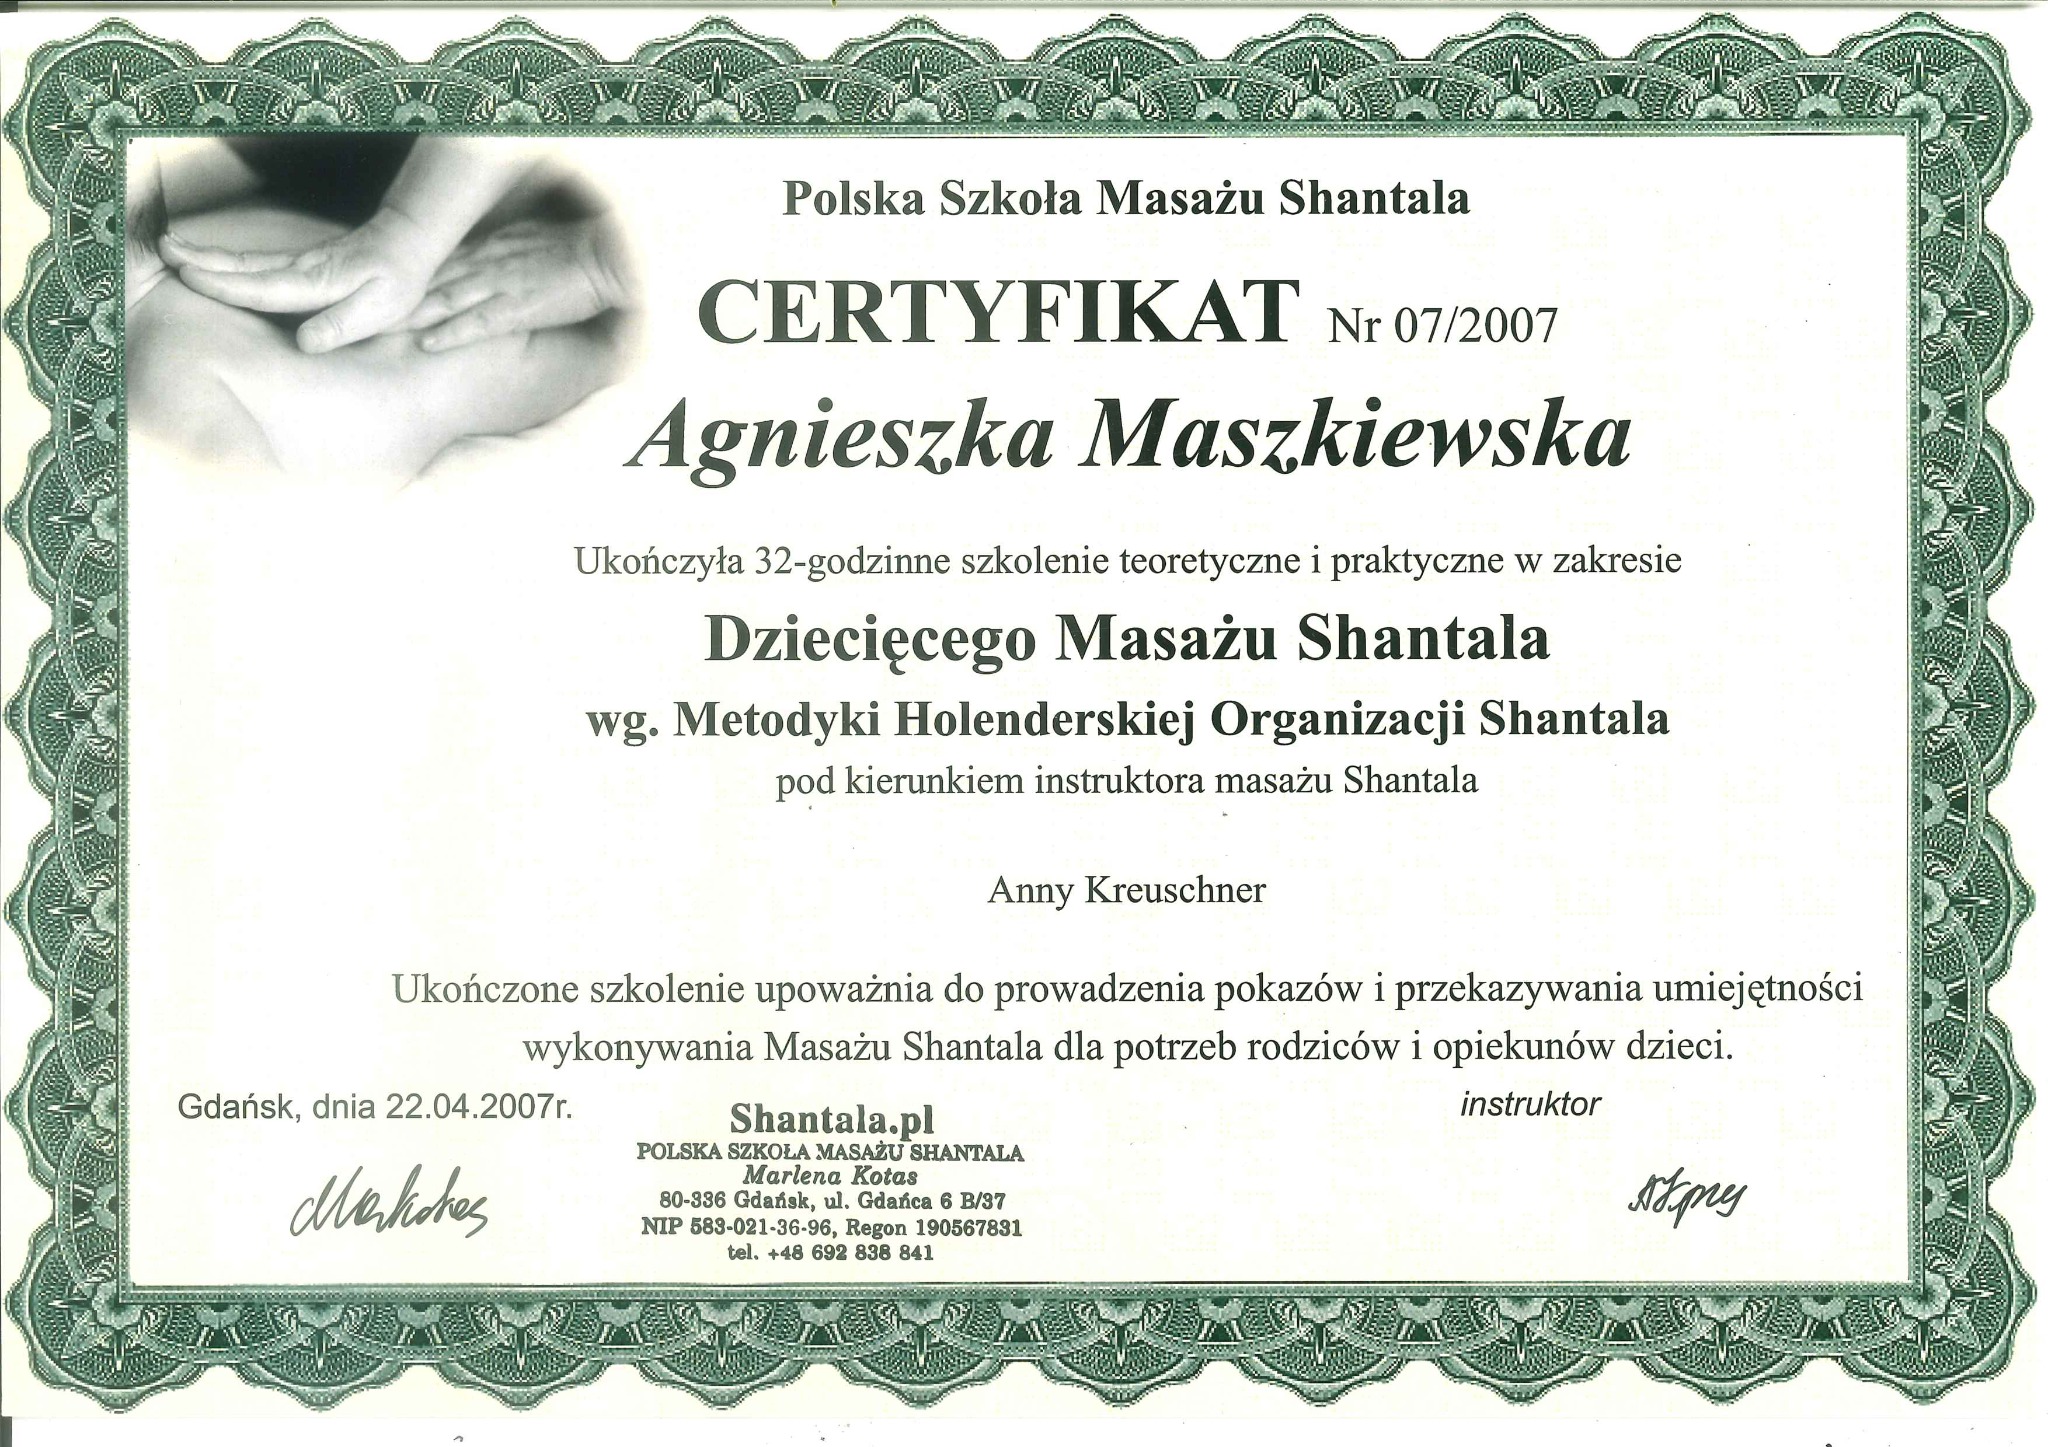 Polska Szkoła Masażu Shantala
CERTYFIKAT Nr 07/2007
Agnieszka Maszkiewska
Ukończyła 32-godzinne szkolenie teoretyczne i praktyczne w zakresie
Dziecięcego Masażu Shantala
wg. Metodyki Holenderskiej Organizacji Shantala
pod kierunkiem instruktora masażu Shantala
Anny Kreuschner
Ukończone szkolenie upoważnia do prowadzenia pokazów i przekazywania umiejętności
wykonywania Masażu Shantala dla potrzeb rodziców i opiekunów dzieci.
Gdańsk, dnia 22.04.2007r.
instruktor
Shantala.pl
POLSKA SZKOŁA MASAŻU SHANTALA
Marlena Kotas
80-336 Gdańsk, ul. Gdańca 6 B/37
NIP 583-021-36-96, Regon 190567831
tel. +48 692 838 841